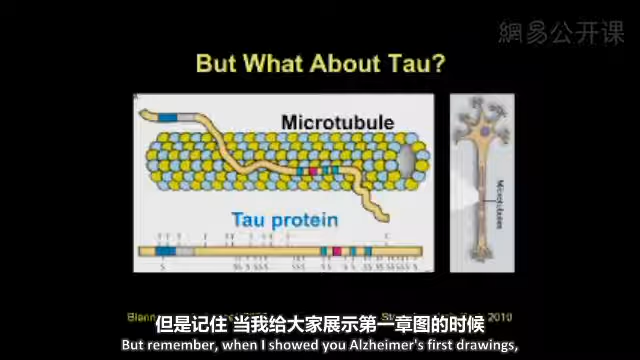 網易公开课
But What About Tau?
Microtubule
Microtubules
Tau protein
2010
但是记住 当我给大家展示第一章图的时候
But remember, when I showed you Alzheimer's first drawings,